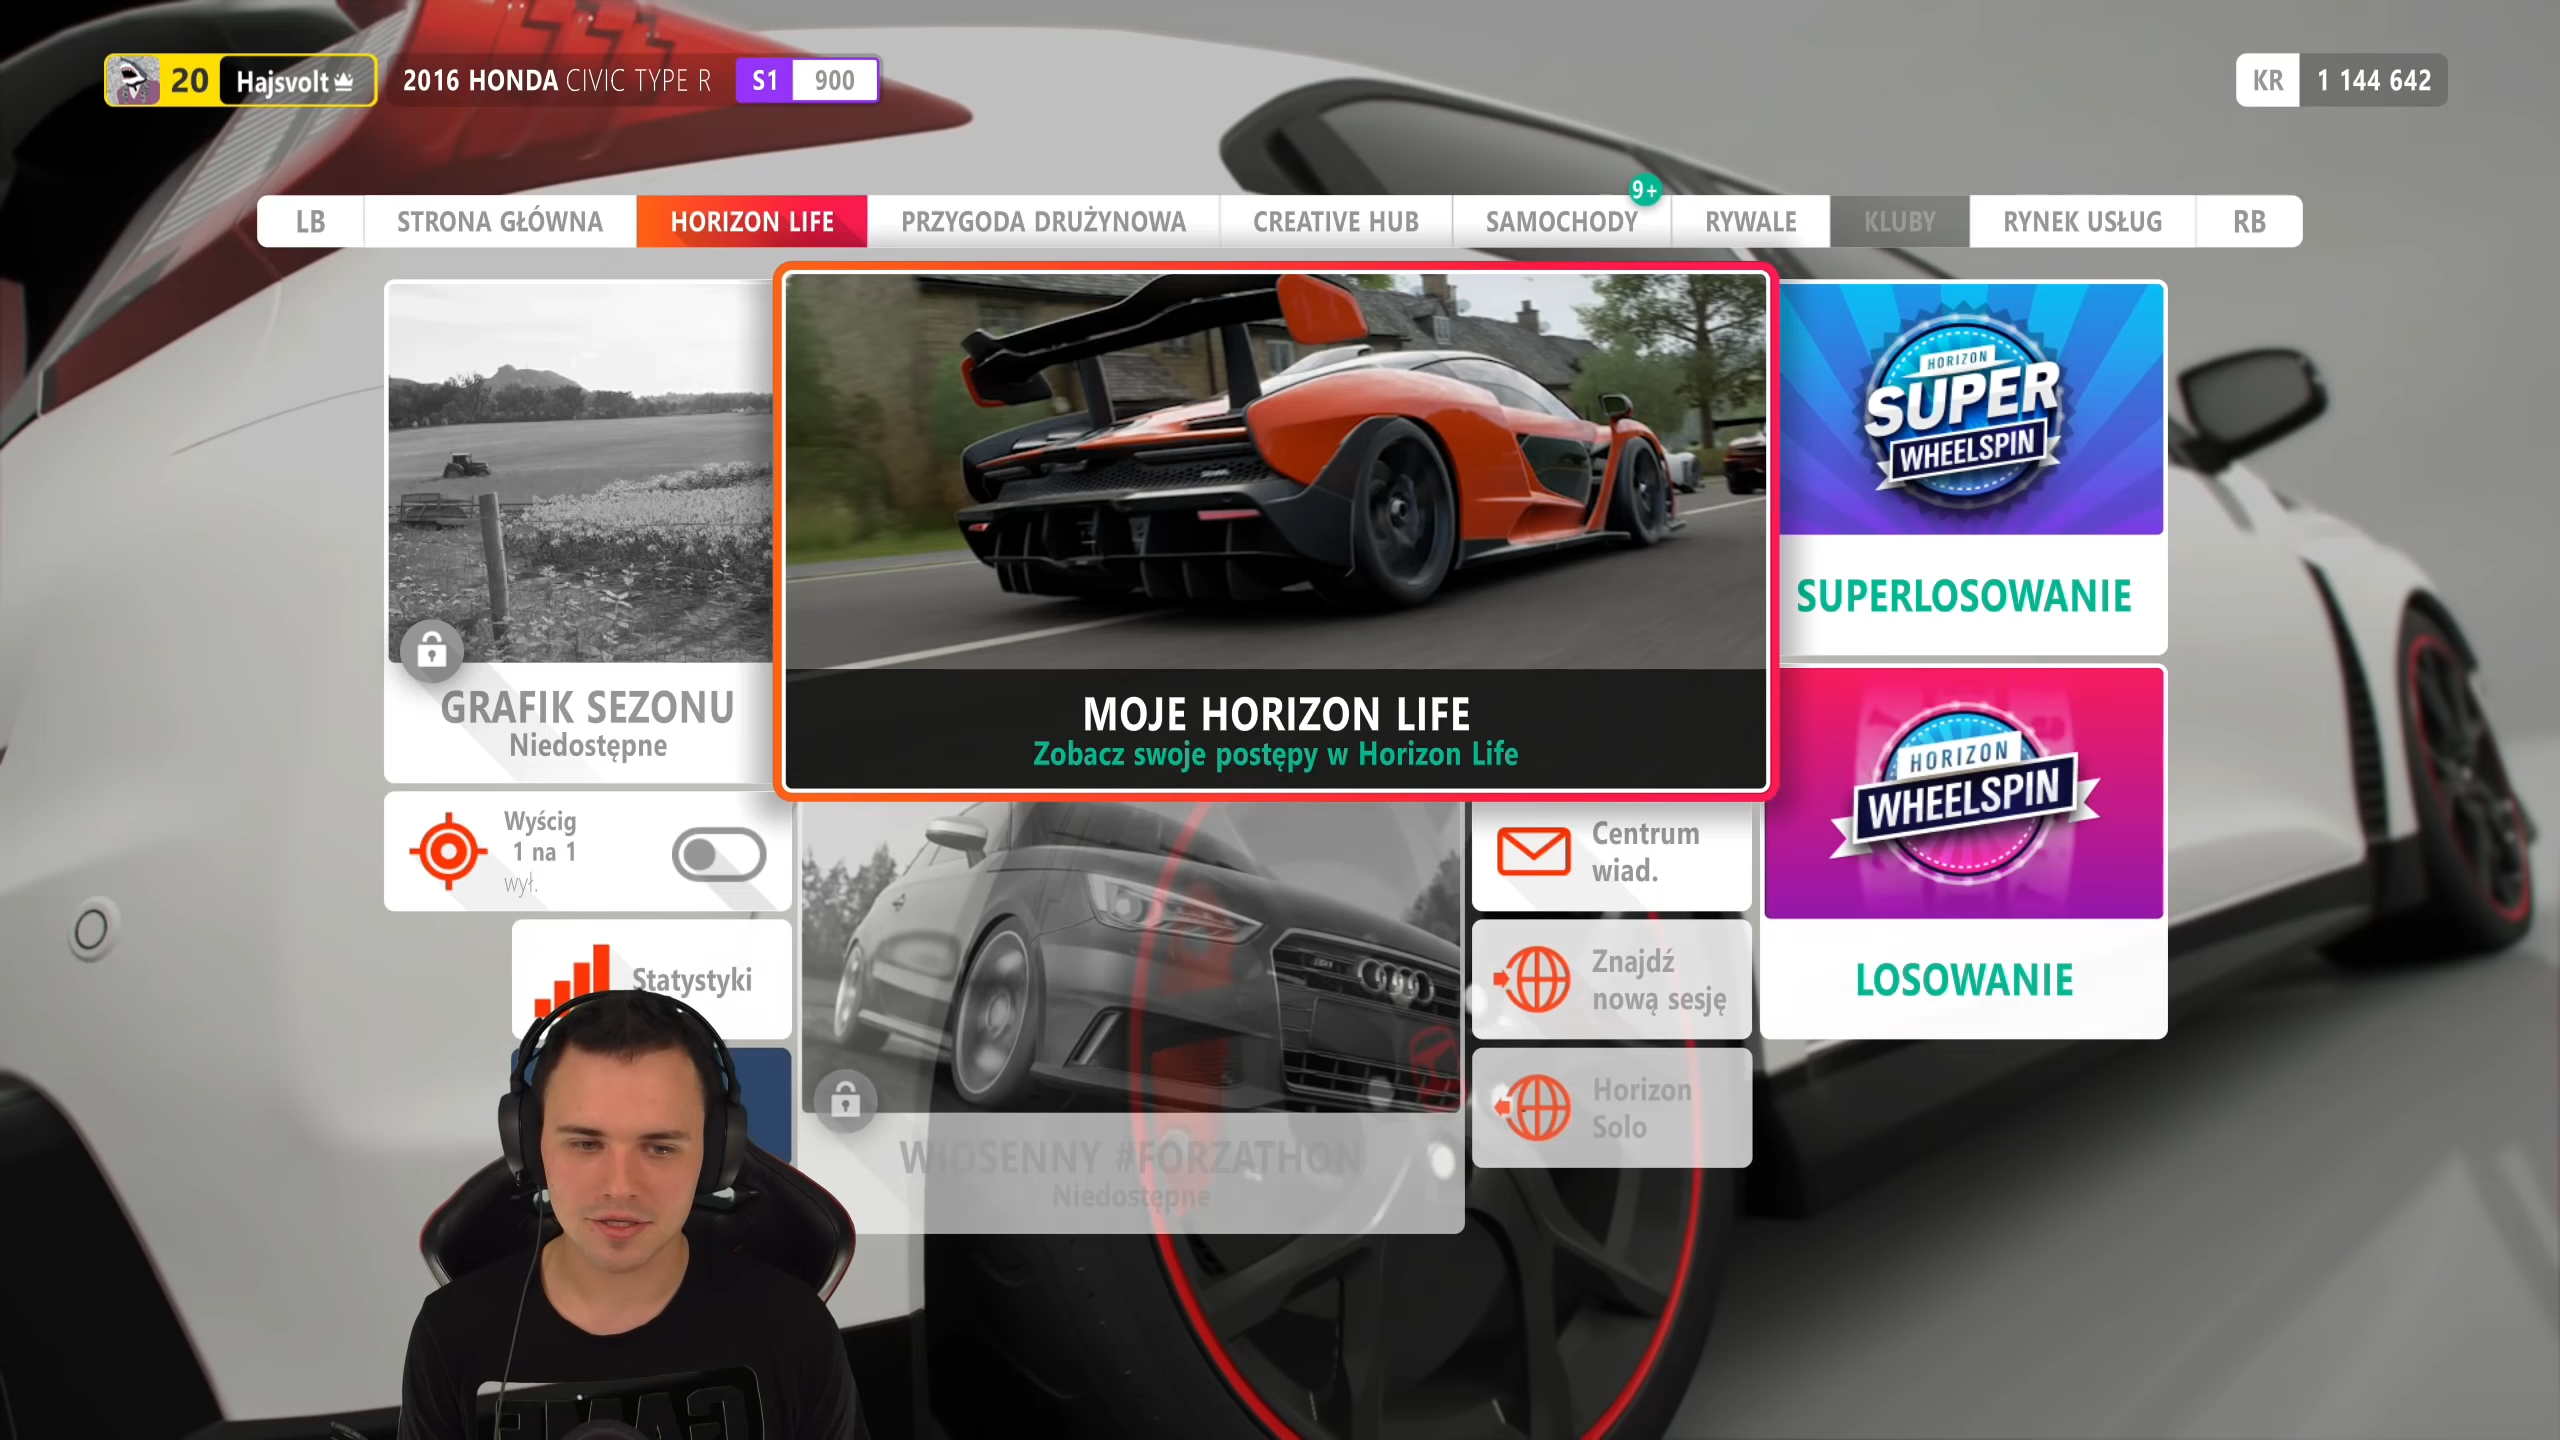 20 Hajsvolt 2016 HONDA CIVIC TYPE R S1 900
KR 1 144 642
9+
LB STRONA GŁÓWNA HORIZON LIFE PRZYGODA DRUŻYNOWA CREATIVE HUB SAMOCHODY RYWALE KLUBY RYNEK USŁUG RB
GRAFIK SEZONU
Niedostępne
MOJE HORIZON LIFE
Zobacz swoje postępy w Horizon Life
HORIZON
SUPER
WHEELSPIN
SUPERLOSOWANIE
Wyścig
1 na 1
wył.
Statystyki
WIOSENNY #FORZATHON
Niedostępne
Centrum
wiad.
Znajdź
nową sesję
Horizon
Solo
HORIZON
WHEELSPIN
LOSOWANIE